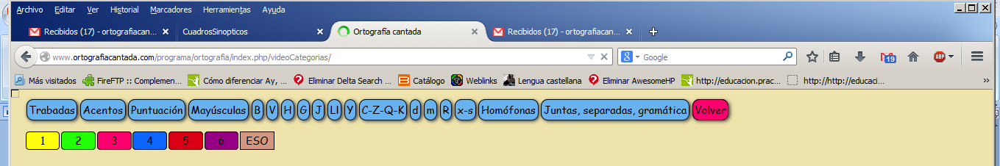 Archivo Editar Ver Historial Marcadores Herramientas Ayuda
Recibidos (17) - ortografiacan... CuadrosSinopticos Ortografía cantada Recibidos (17) - ortografiacan...
www.ortografiacantada.com/programa/ortografia/index.php/videoCategorias/ Google 19 ABP
Más visitados FireFTP :: Complemen... Cómo diferenciar Ay, ... Eliminar Delta Search ... Catálogo Weblinks Lengua castellana Eliminar AwesomeHP http://educacion.prac... http://http://educaci...
Trabadas Acentos Puntuación Mayúsculas B V H G J Ll Y C-Z-Q-K d m R x-s Homófonas Juntas, separadas, gramática Volver
1 2 3 4 5 6 ESO